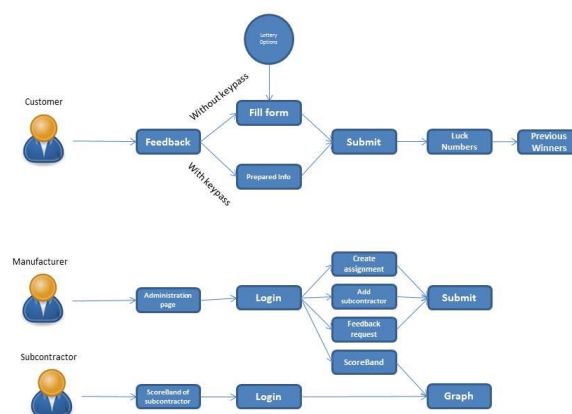 Lottery
Options
Customer
Without keypass
Fill form
Feedback
Submit
Luck
Numbers
Previous
Winners
With keypass
Prepared Info
Manufacturer
Create
assignment
Administration
page
Login
Add
subcontractor
Submit
Feedback
request
Subcontractor
ScoreBand
ScoreBand of
subcontractor
Login
Graph